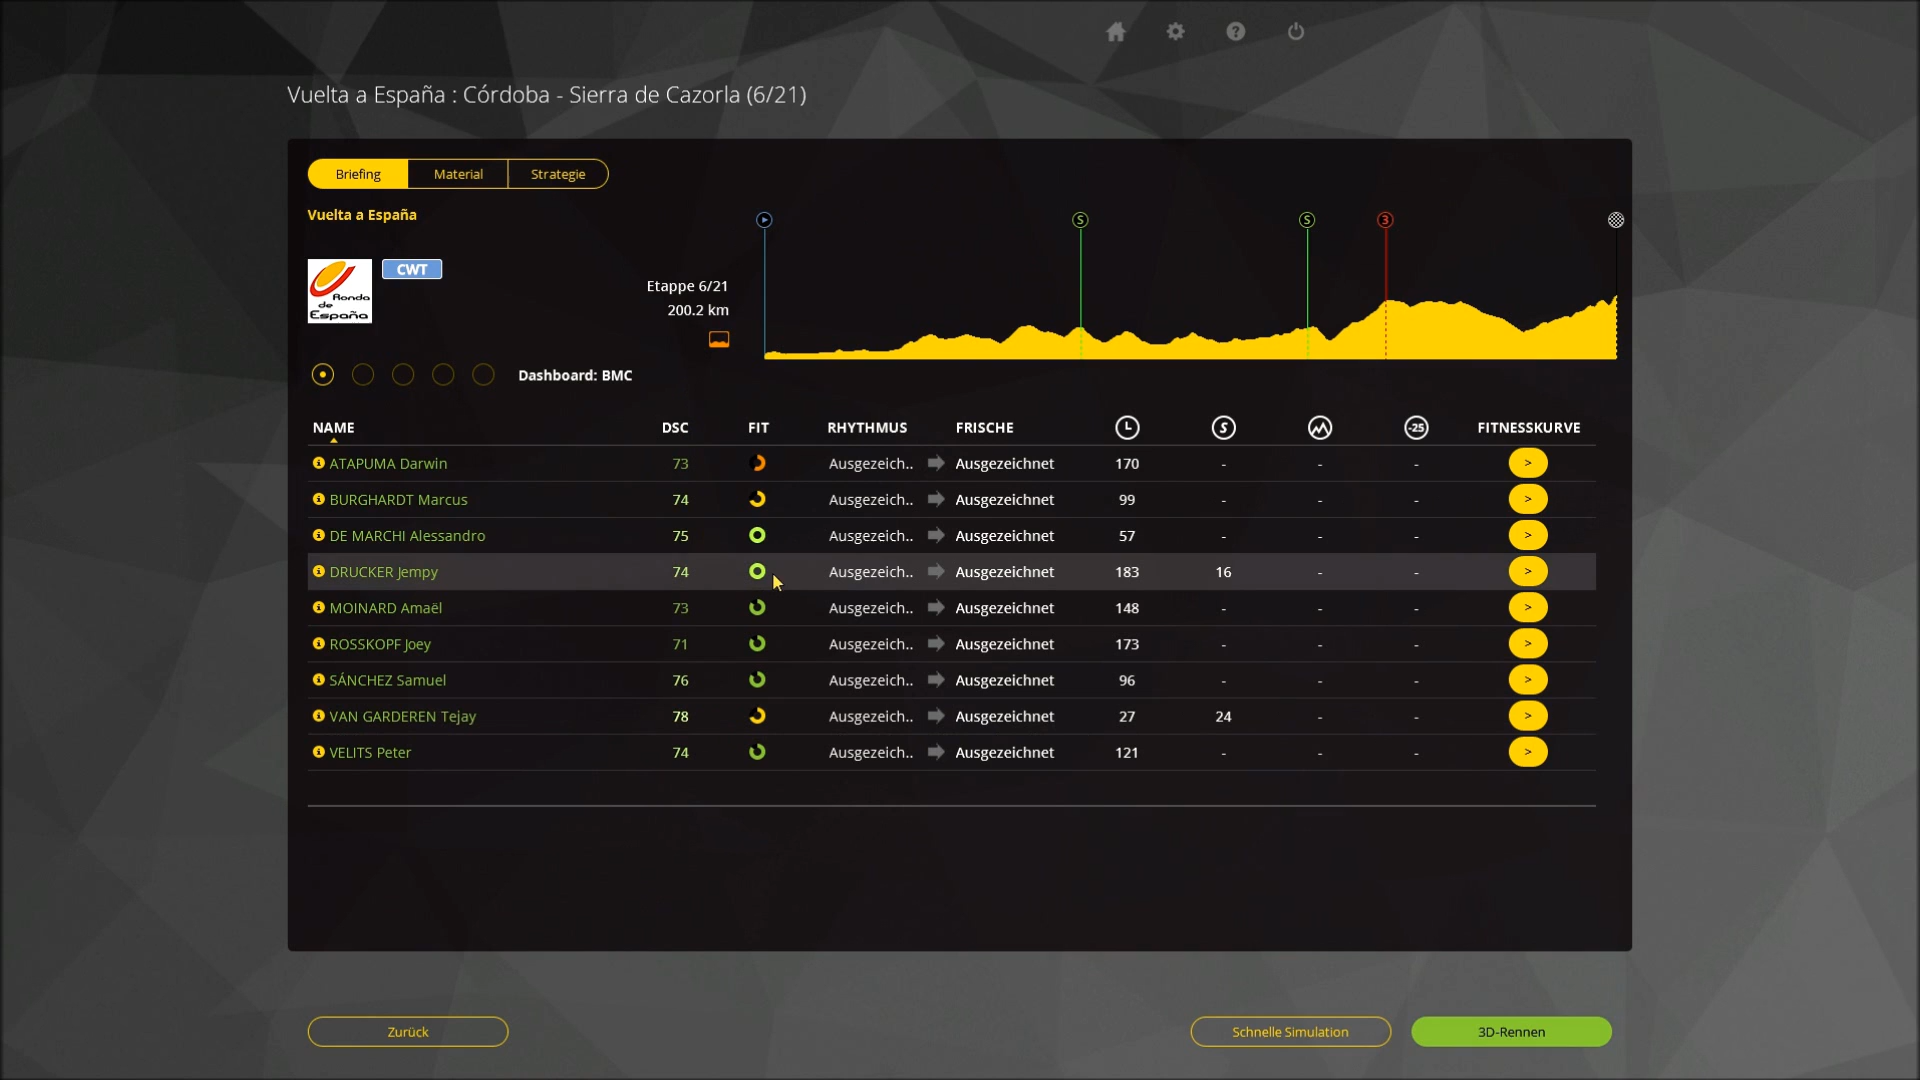 Vuelta a España : Córdoba - Sierra de Cazorla (6/21)
Briefing Material Strategie
Vuelta a España
S S 3
CWT
Ronda
de
España
Etappe 6/21
200.2 km
Dashboard: BMC
NAME DSC FIT RHYTHMUS FRISCHE S -25 FITNESSKURVE
ATAPUMA Darwin 73 Ausgezeich.. Ausgezeichnet 170 - - - >
BURGHARDT Marcus 74 Ausgezeich.. Ausgezeichnet 99 - - - >
DE MARCHI Alessandro 75 Ausgezeich.. Ausgezeichnet 57 - - - >
DRUCKER Jempy 74 Ausgezeich.. Ausgezeichnet 183 16 - - >
MOINARD Amaël 73 Ausgezeich.. Ausgezeichnet 148 - - - >
ROSSKOPF Joey 71 Ausgezeich.. Ausgezeichnet 173 - - - >
SÁNCHEZ Samuel 76 Ausgezeich.. Ausgezeichnet 96 - - - >
VAN GARDEREN Tejay 78 Ausgezeich.. Ausgezeichnet 27 24 - - >
VELITS Peter 74 Ausgezeich.. Ausgezeichnet 121 - - - >
Zurück Schnelle Simulation 3D-Rennen